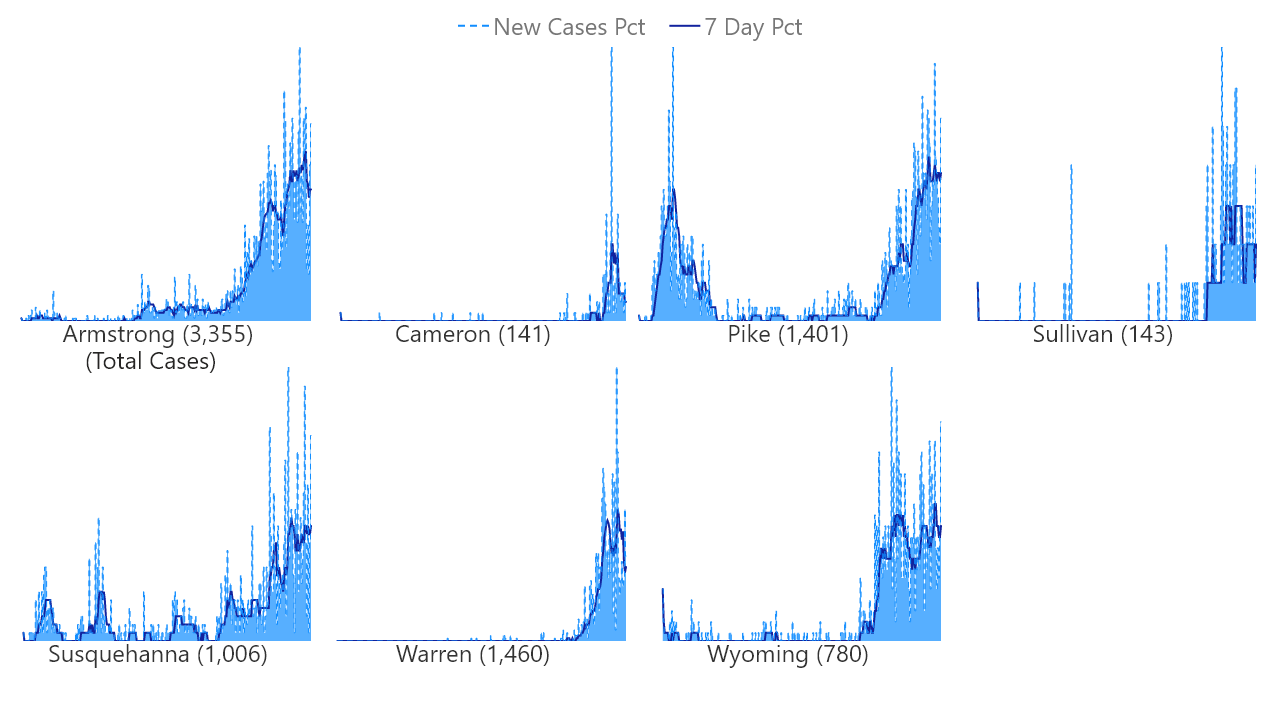 New Cases Pct 7 Day Pct
Armstrong (3,355) Cameron (141) Pike (1,401) Sullivan (143)
(Total Cases)
Susquehanna (1,006) Warren (1,460) Wyoming (780)